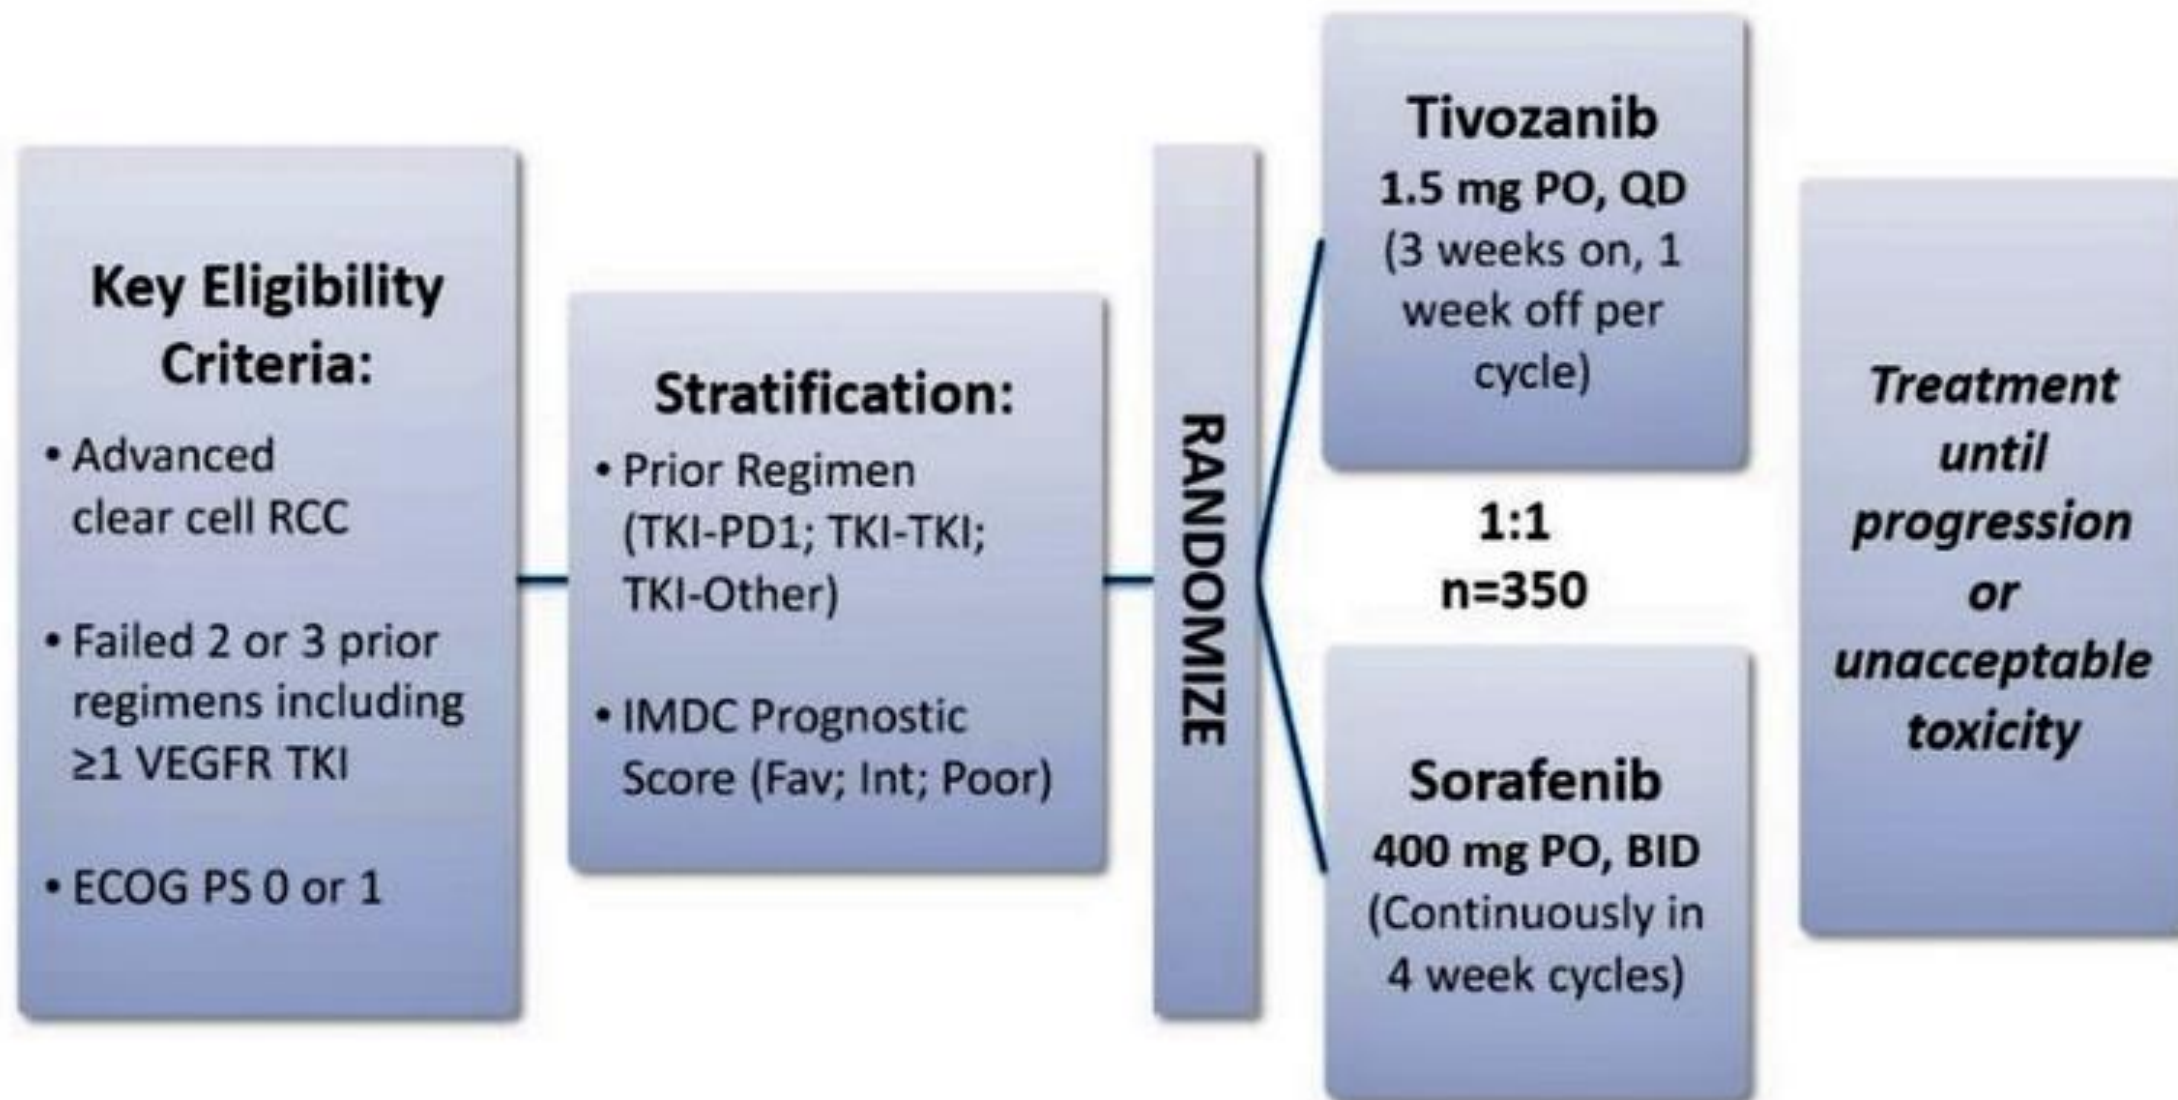 Key Eligibility
Criteria:
• Advanced
clear cell RCC
• Failed 2 or 3 prior
regimens including
≥1 VEGFR TKI
• ECOG PS 0 or 1
Stratification:
• Prior Regimen
(TKI-PD1; TKI-TKI;
TKI-Other)
• IMDC Prognostic
Score (Fav; Int; Poor)
RANDOMIZE
Tivozanib
1.5 mg PO, QD
(3 weeks on, 1
week off per
cycle)
1:1
n=350
Sorafenib
400 mg PO, BID
(Continuously in
4 week cycles)
Treatment
until
progression
or
unacceptable
toxicity